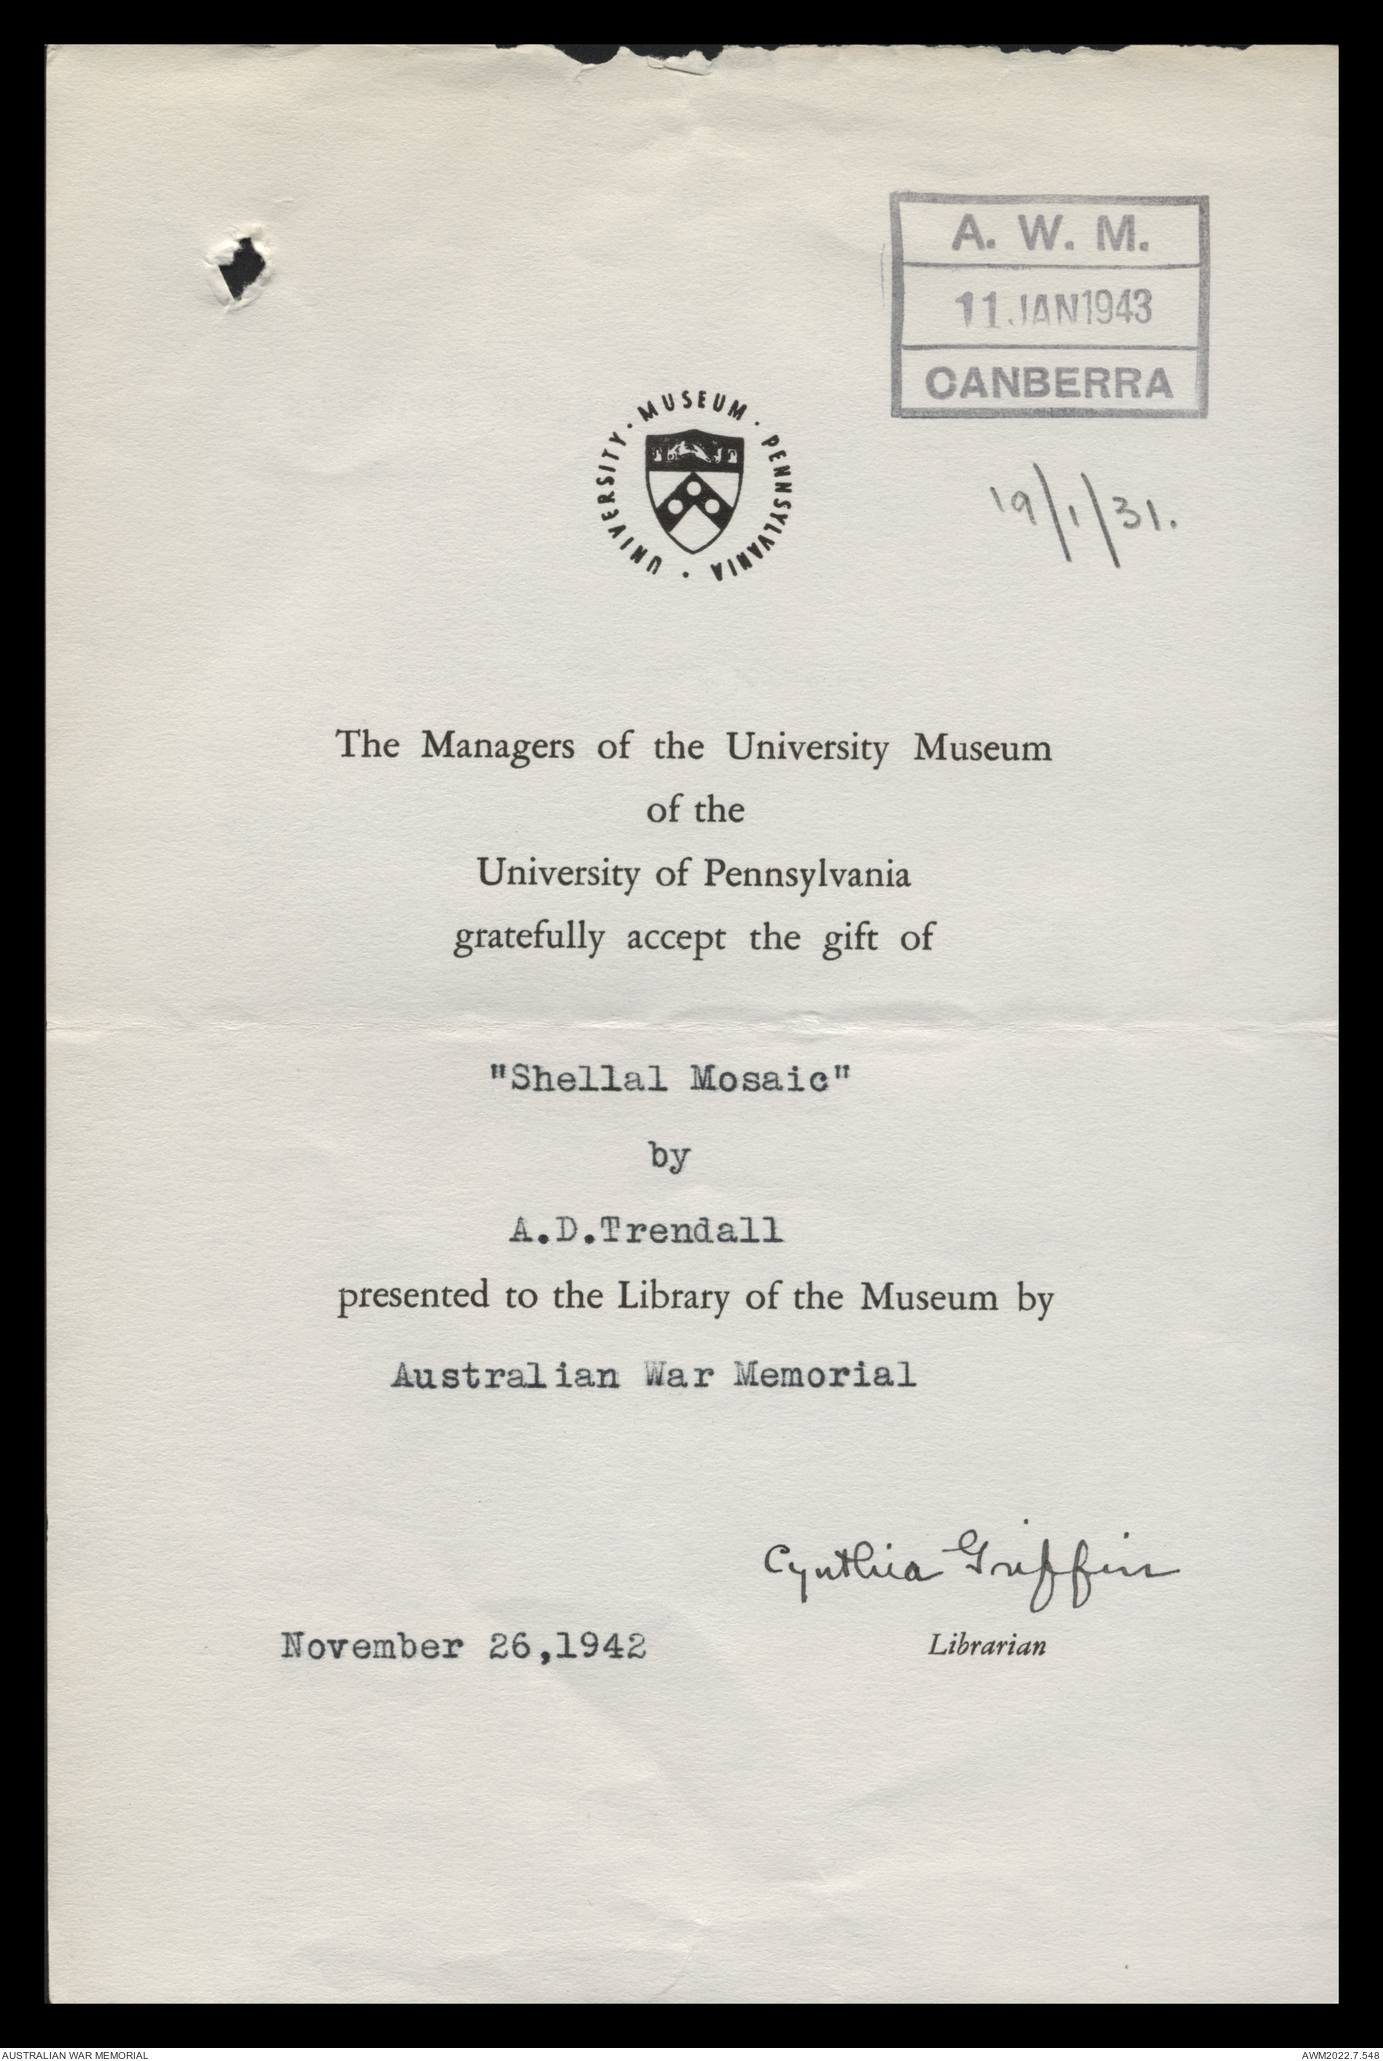 A. W. M.
11 JAN 1943
CANBERRA
19/1/31.
UNIVERSITY · MUSEUM · PENNSYLVANIA ·
The Managers of the University Museum
of the
University of Pennsylvania
gratefully accept the gift of
"Shellal Mosaic"
by
A.D.Trendall
presented to the Library of the Museum by
Australian War Memorial
Cynthia Griffin
November 26,1942
Librarian
AUSTRALIAN WAR MEMORIAL
AWM2022.7.548